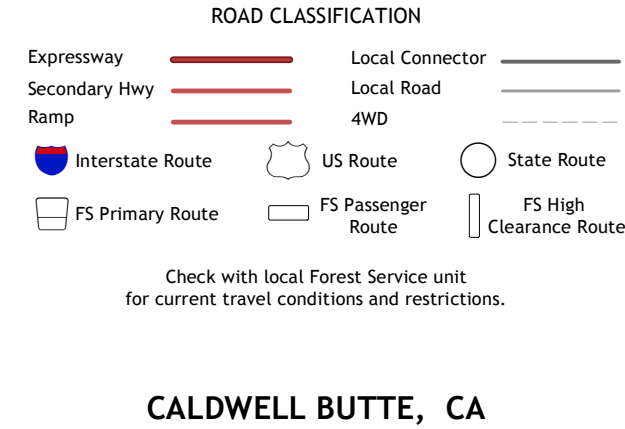 ROAD CLASSIFICATION
Expressway
Local Connector
Secondary Hwy
Local Road
Ramp
4WD
Interstate Route
US Route
State Route
FS Primary Route
FS Passenger
Route
FS High
Clearance Route
Check with local Forest Service unit
for current travel conditions and restrictions.
CALDWELL BUTTE, CA